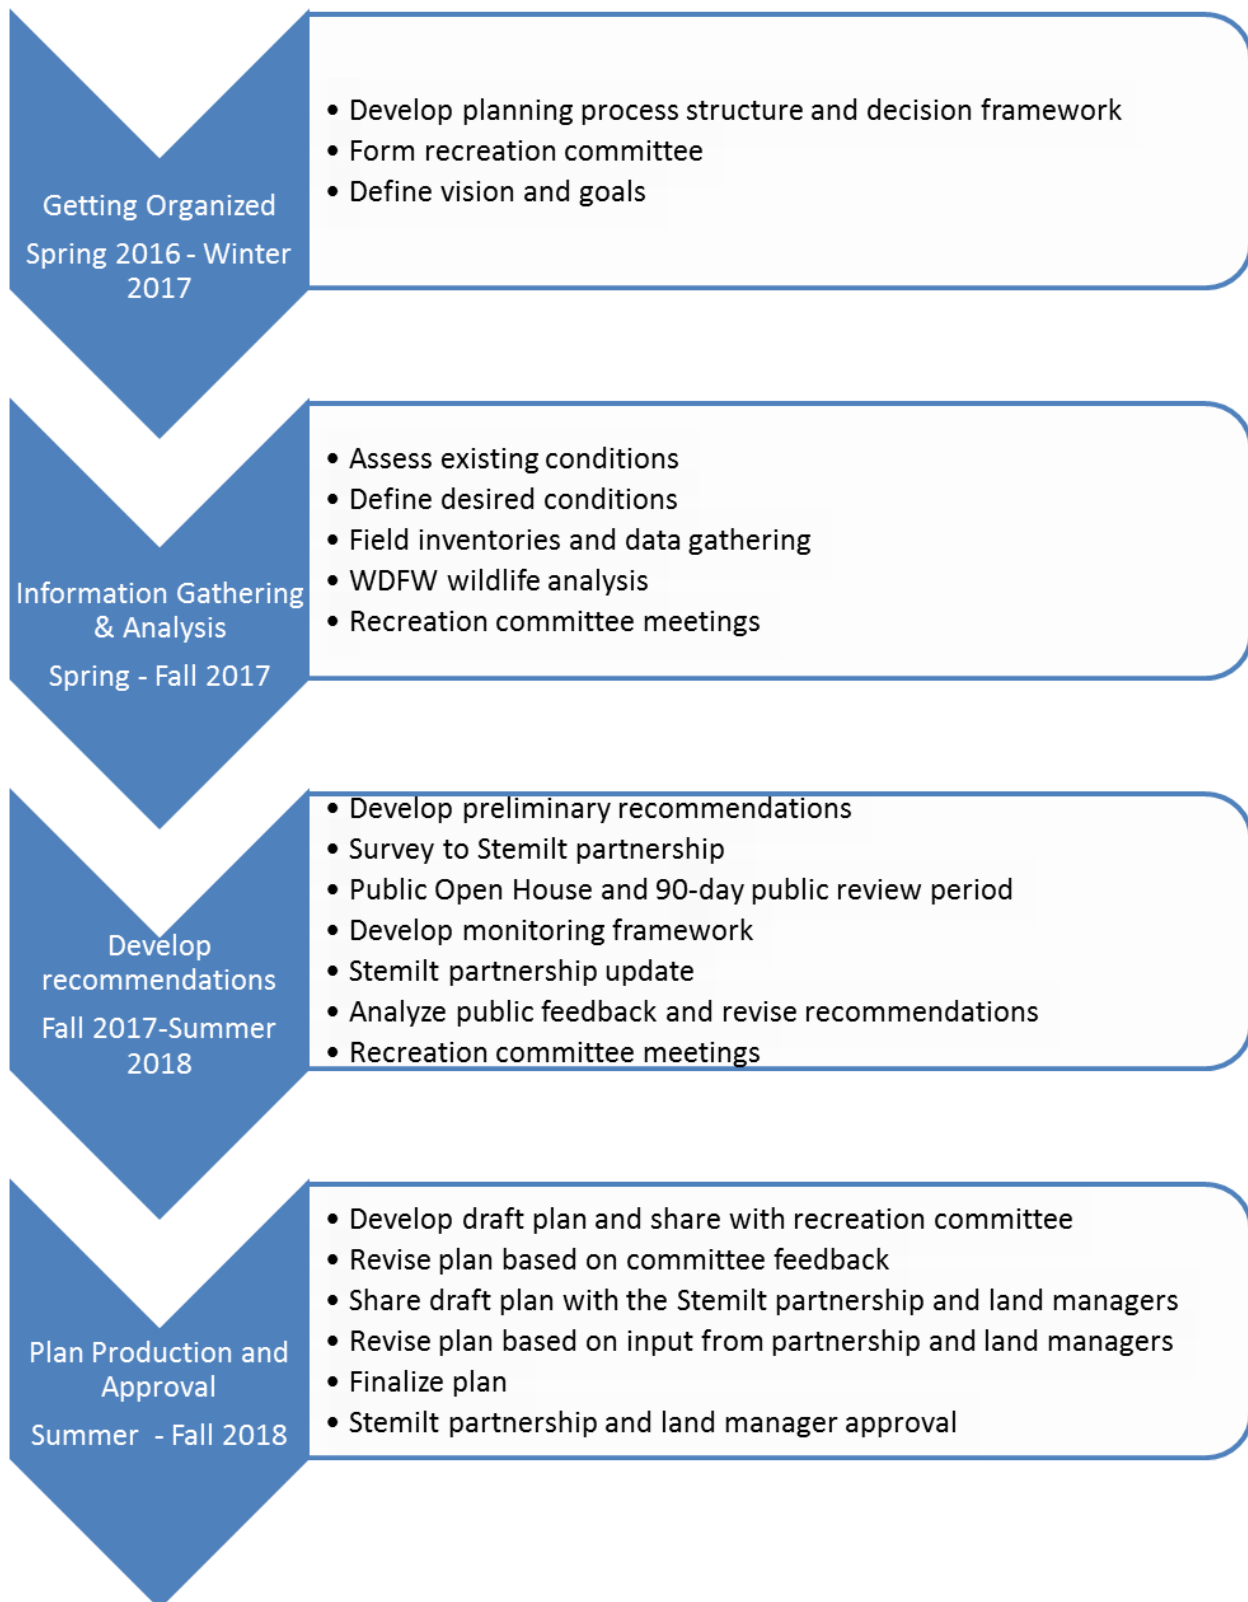 Getting Organized
Spring 2016 - Winter
2017
• Develop planning process structure and decision framework
• Form recreation committee
• Define vision and goals
Information Gathering
& Analysis
Spring - Fall 2017
• Assess existing conditions
• Define desired conditions
• Field inventories and data gathering
• WDFW wildlife analysis
• Recreation committee meetings
Develop
recommendations
Fall 2017-Summer
2018
• Develop preliminary recommendations
• Survey to Stemilt partnership
• Public Open House and 90-day public review period
• Develop monitoring framework
• Stemilt partnership update
• Analyze public feedback and revise recommendations
• Recreation committee meetings
Plan Production and
Approval
Summer - Fall 2018
• Develop draft plan and share with recreation committee
• Revise plan based on committee feedback
• Share draft plan with the Stemilt partnership and land managers
• Revise plan based on input from partnership and land managers
• Finalize plan
• Stemilt partnership and land manager approval